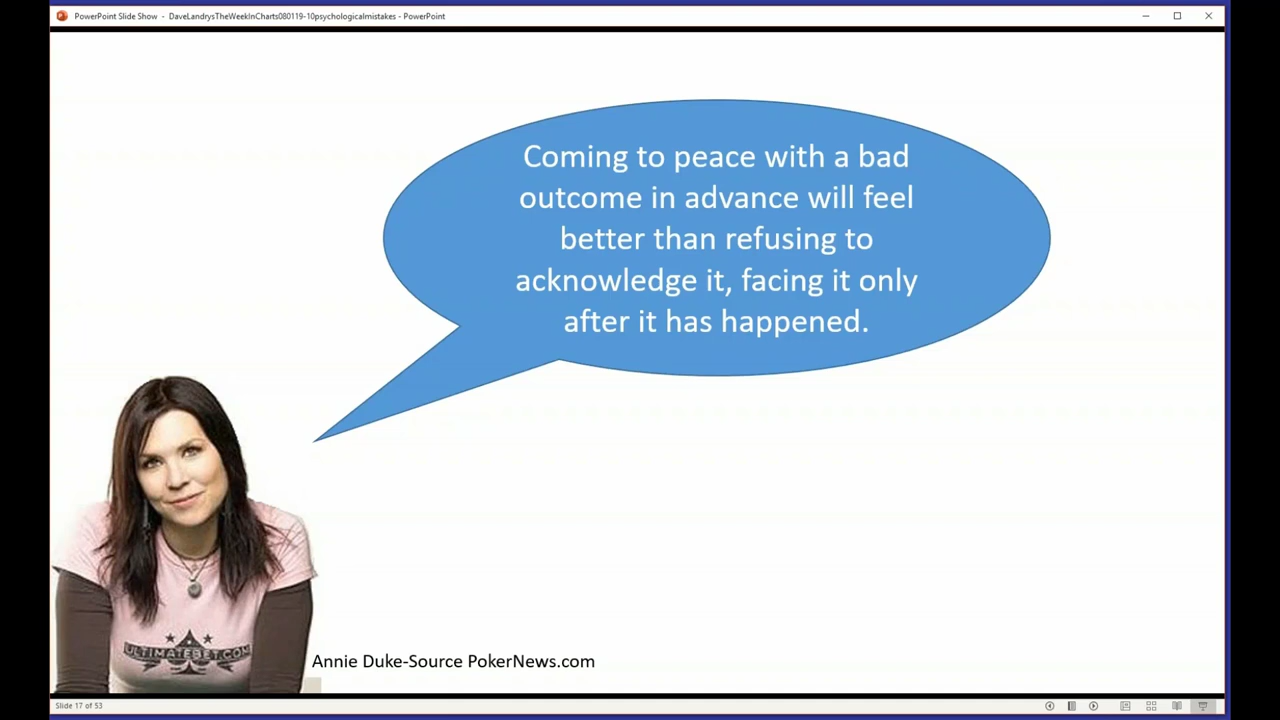 PowerPoint Slide Show - DaveLandrysTheWeekInCharts080119-10psychologicalmistakes - PowerPoint
Coming to peace with a bad
outcome in advance will feel
better than refusing to
acknowledge it, facing it only
after it has happened.
ULTIMATEBET.COM
Annie Duke-Source PokerNews.com
Slide 17 of 53